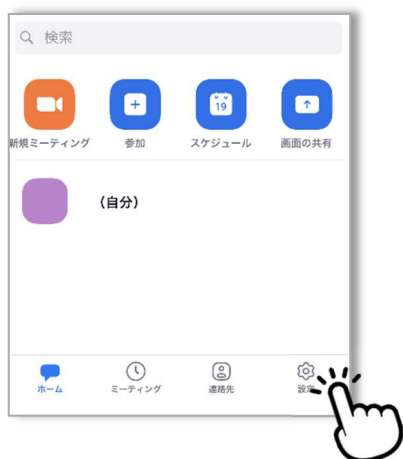 検索
19
新規ミーティング 参加 スケジュール 画面の共有
(自分)
ホーム ミーティング 連絡先 設定